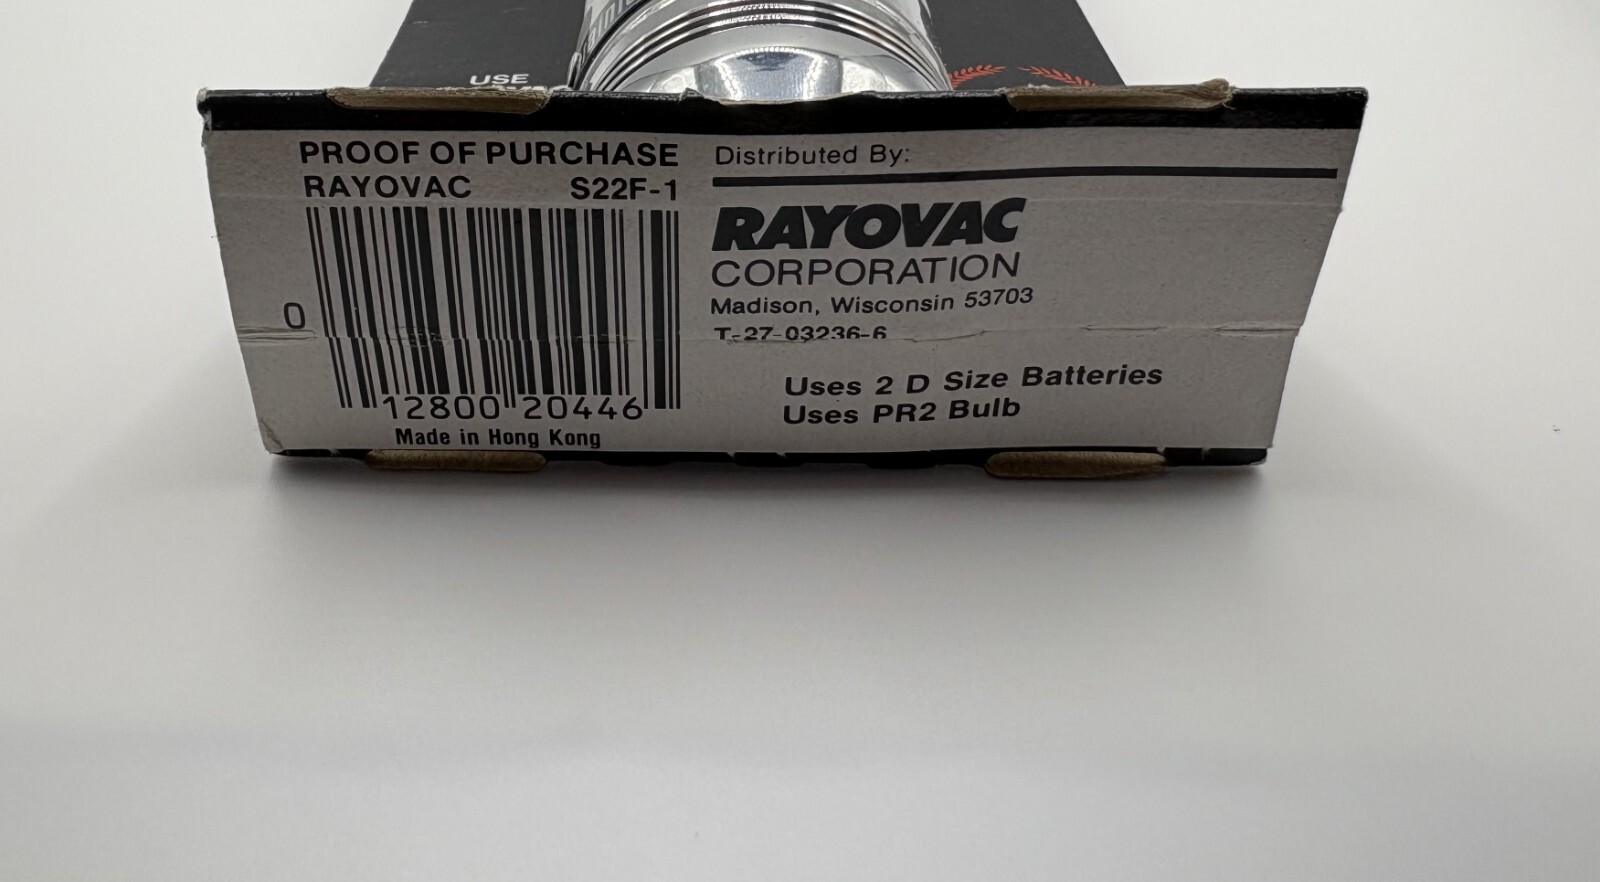 USE
PROOF OF PURCHASE
RAYOVAC S22F-1
0 12800 20446
Made in Hong Kong
Distributed By:
RAYOVAC
CORPORATION
Madison, Wisconsin 53703
T-27-03236-6
Uses 2 D Size Batteries
Uses PR2 Bulb